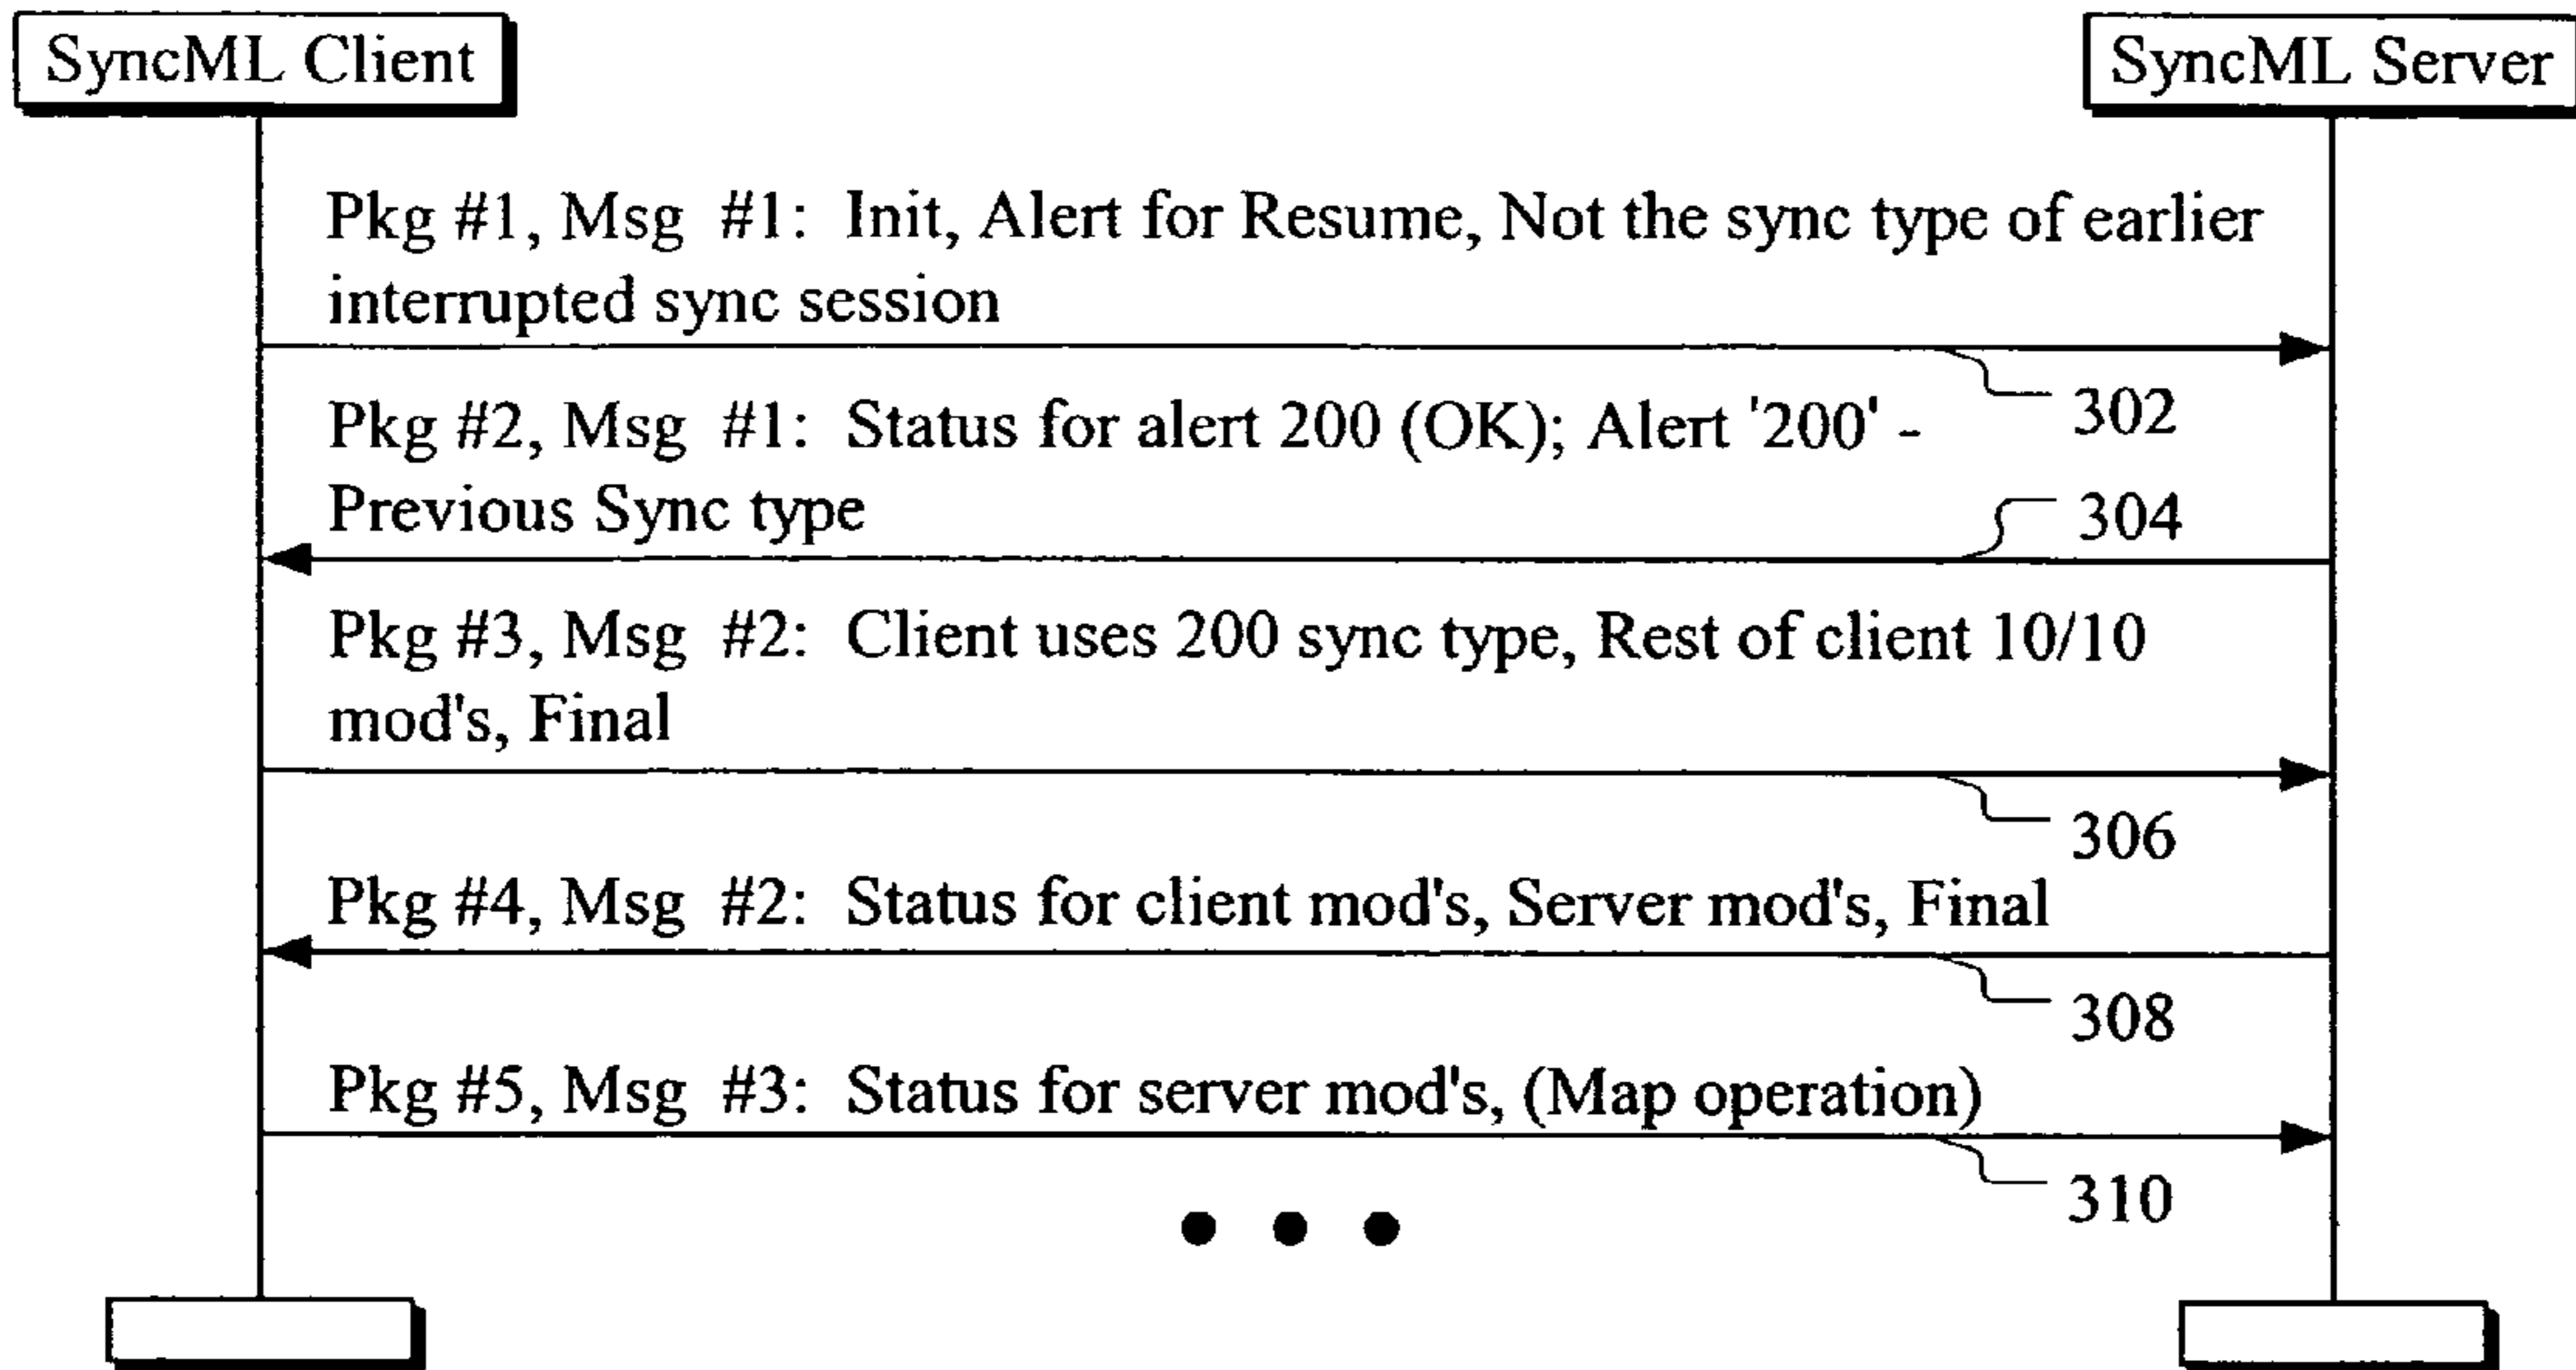 SyncML Client
SyncML Server
Pkg #1, Msg #1: Init, Alert for Resume, Not the sync type of earlier
interrupted sync session
302
Pkg #2, Msg #1: Status for alert 200 (OK); Alert '200' -
Previous Sync type
304
Pkg #3, Msg #2: Client uses 200 sync type, Rest of client 10/10
mod's, Final
306
Pkg #4, Msg #2: Status for client mod's, Server mod's, Final
308
Pkg #5, Msg #3: Status for server mod's, (Map operation)
310